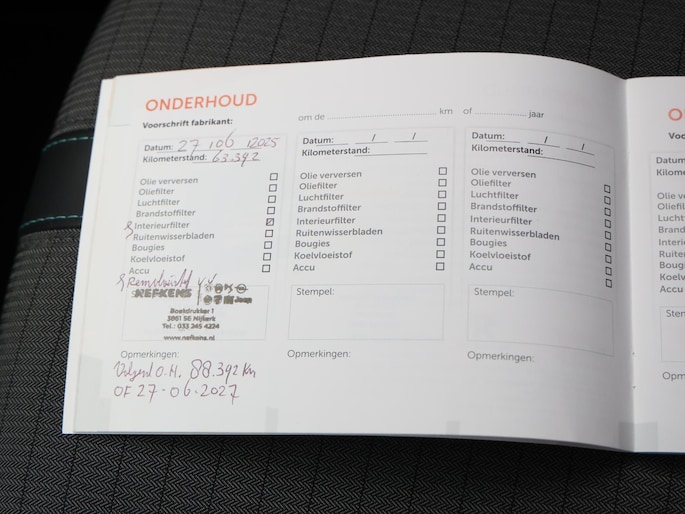 ONDERHOUD
Voorschrift fabrikant: om de ........ km of ........ jaar
Datum: 27 / 06 / 2025
Kilometerstand: 63.392
Olie verversen
Oliefilter
Luchtfilter
Brandstoffilter
Interieurfilter
Ruitenwisserbladen
Bougies
Koelvloeistof
Accu
Remvloeistof
NEFKENS
Jeep
Boekdrukker 1
3861 SE Nijkerk
Tel.: 033 245 4224
www.nefkens.nl
Opmerkingen:
Volgend O.H. 88.392 km
OF 27-06-2027
Datum: / /
Kilometerstand:
Olie verversen
Oliefilter
Luchtfilter
Brandstoffilter
Interieurfilter
Ruitenwisserbladen
Bougies
Koelvloeistof
Accu
Stempel:
Opmerkingen:
Datum: / /
Kilometerstand:
Olie verversen
Oliefilter
Luchtfilter
Brandstoffilter
Interieurfilter
Ruitenwisserbladen
Bougies
Koelvloeistof
Accu
Stempel:
Opmerkingen: